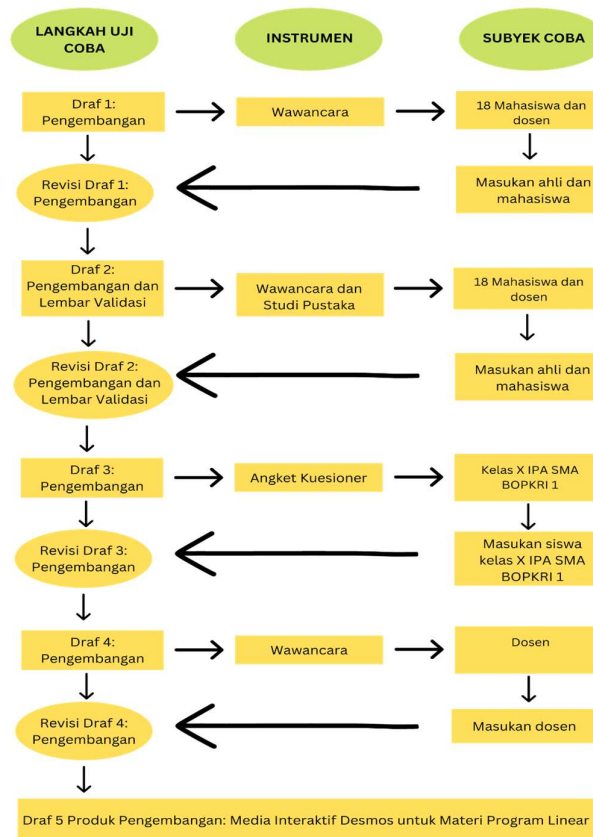 LANGKAH UJI
COBA
INSTRUMEN
SUBYEK COBA
Draf 1:
Pengembangan
Wawancara
18 Mahasiswa dan
dosen
Revisi Draf 1:
Pengembangan
Masukan ahli dan
mahasiswa
Draf 2:
Pengembangan dan
Lembar Validasi
Wawancara dan
Studi Pustaka
18 Mahasiswa dan
dosen
Revisi Draf 2:
Pengembangan dan
Lembar Validasi
Masukan ahli dan
mahasiswa
Draf 3:
Pengembangan
Angket Kuesioner
Kelas X IPA SMA
BOPKRI 1
Revisi Draf 3:
Pengembangan
Masukan siswa
kelas X IPA SMA
BOPKRI 1
Draf 4:
Pengembangan
Wawancara
Dosen
Revisi Draf 4:
Pengembangan
Masukan dosen
Draf 5 Produk Pengembangan: Media Interaktif Desmos untuk Materi Program Linear